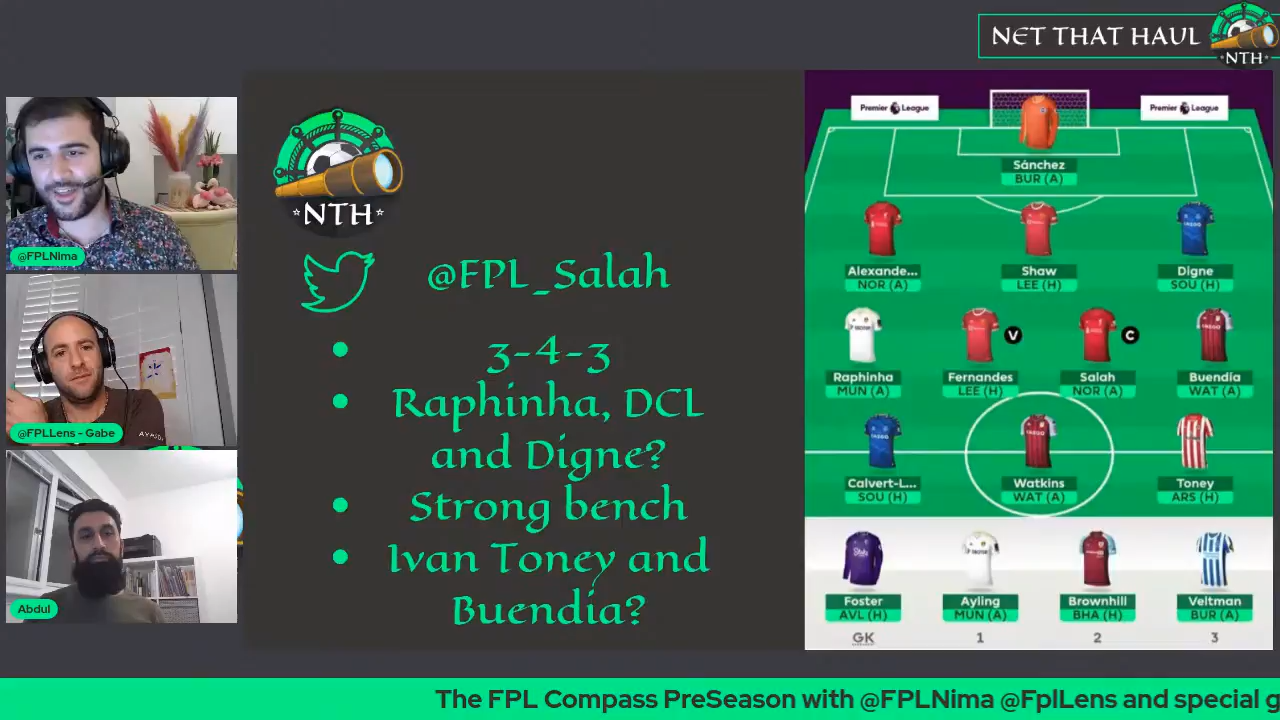 NET THAT HAUL
NTH
@FPLNima
@FPLLens - Gabe
Abdul
*NTH*
@FPL_Salah
• 3-4-3
• Raphinha, DCL
and Digne?
• Strong bench
• Ivan Toney and
Buendia?
Premier League
Premier League
Sánchez
BUR (A)
Alexande...
NOR (A)
Shaw
LEE (H)
Digne
SOU (H)
Raphinha
MUN (A)
Fernandes
LEE (H)
V
Salah
NOR (A)
C
Buendía
WAT (A)
Calvert-L...
SOU (H)
Watkins
WAT (A)
Toney
ARS (H)
Foster
AVL (H)
Ayling
MUN (A)
Brownhill
BHA (H)
Veltman
BUR (A)
GK
1
2
3
The FPL Compass PreSeason with @FPLNima @FplLens and special g